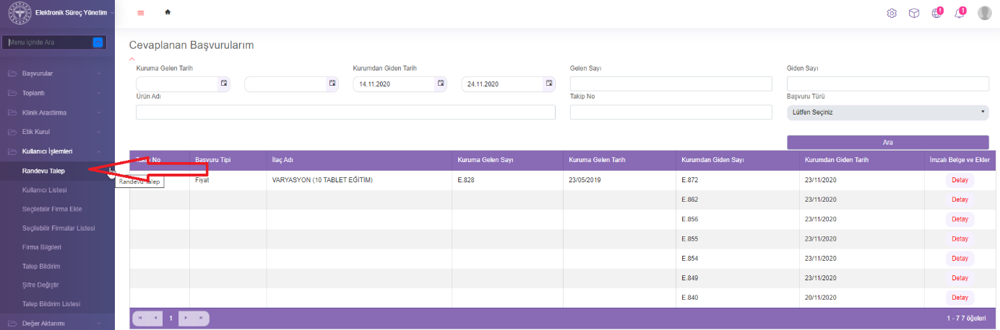 Elektronik Süreç Yönetim
Menu içinde Ara
Başvurular
Toplantı
Klinik Arastirma
Etik Kurul
Kullanıcı İşlemleri
Randevu Talep
Kullanıcı Listesi
Seçilebilir Firma Ekle
Seçilebilir Firmalar Listesi
Firma Bilgileri
Talep Bildirim
Şifre Değiştir
Talep Bildirim Listesi
Değer Aktarımı
! 1
Cevaplanan Başvurularım
Kuruma Gelen Tarih Kurumdan Giden Tarih Gelen Sayı Giden Sayı
14.11.2020 24.11.2020
Ürün Adı Takip No Başvuru Türü
Lütfen Seçiniz
Ara
No Başvuru Tipi İlaç Adı Kuruma Gelen Sayı Kuruma Gelen Tarih Kurumdan Giden Sayı Kurumdan Giden Tarih İmzalı Belge ve Ekler
Randevu Talep
Fiyat VARYASYON (10 TABLET EĞİTİM) E.828 23/05/2019 E.872 23/11/2020 Detay
E.862 23/11/2020 Detay
E.856 23/11/2020 Detay
E.855 23/11/2020 Detay
E.854 23/11/2020 Detay
E.849 23/11/2020 Detay
E.840 20/11/2020 Detay
1 1 - 7 7 öğeleri